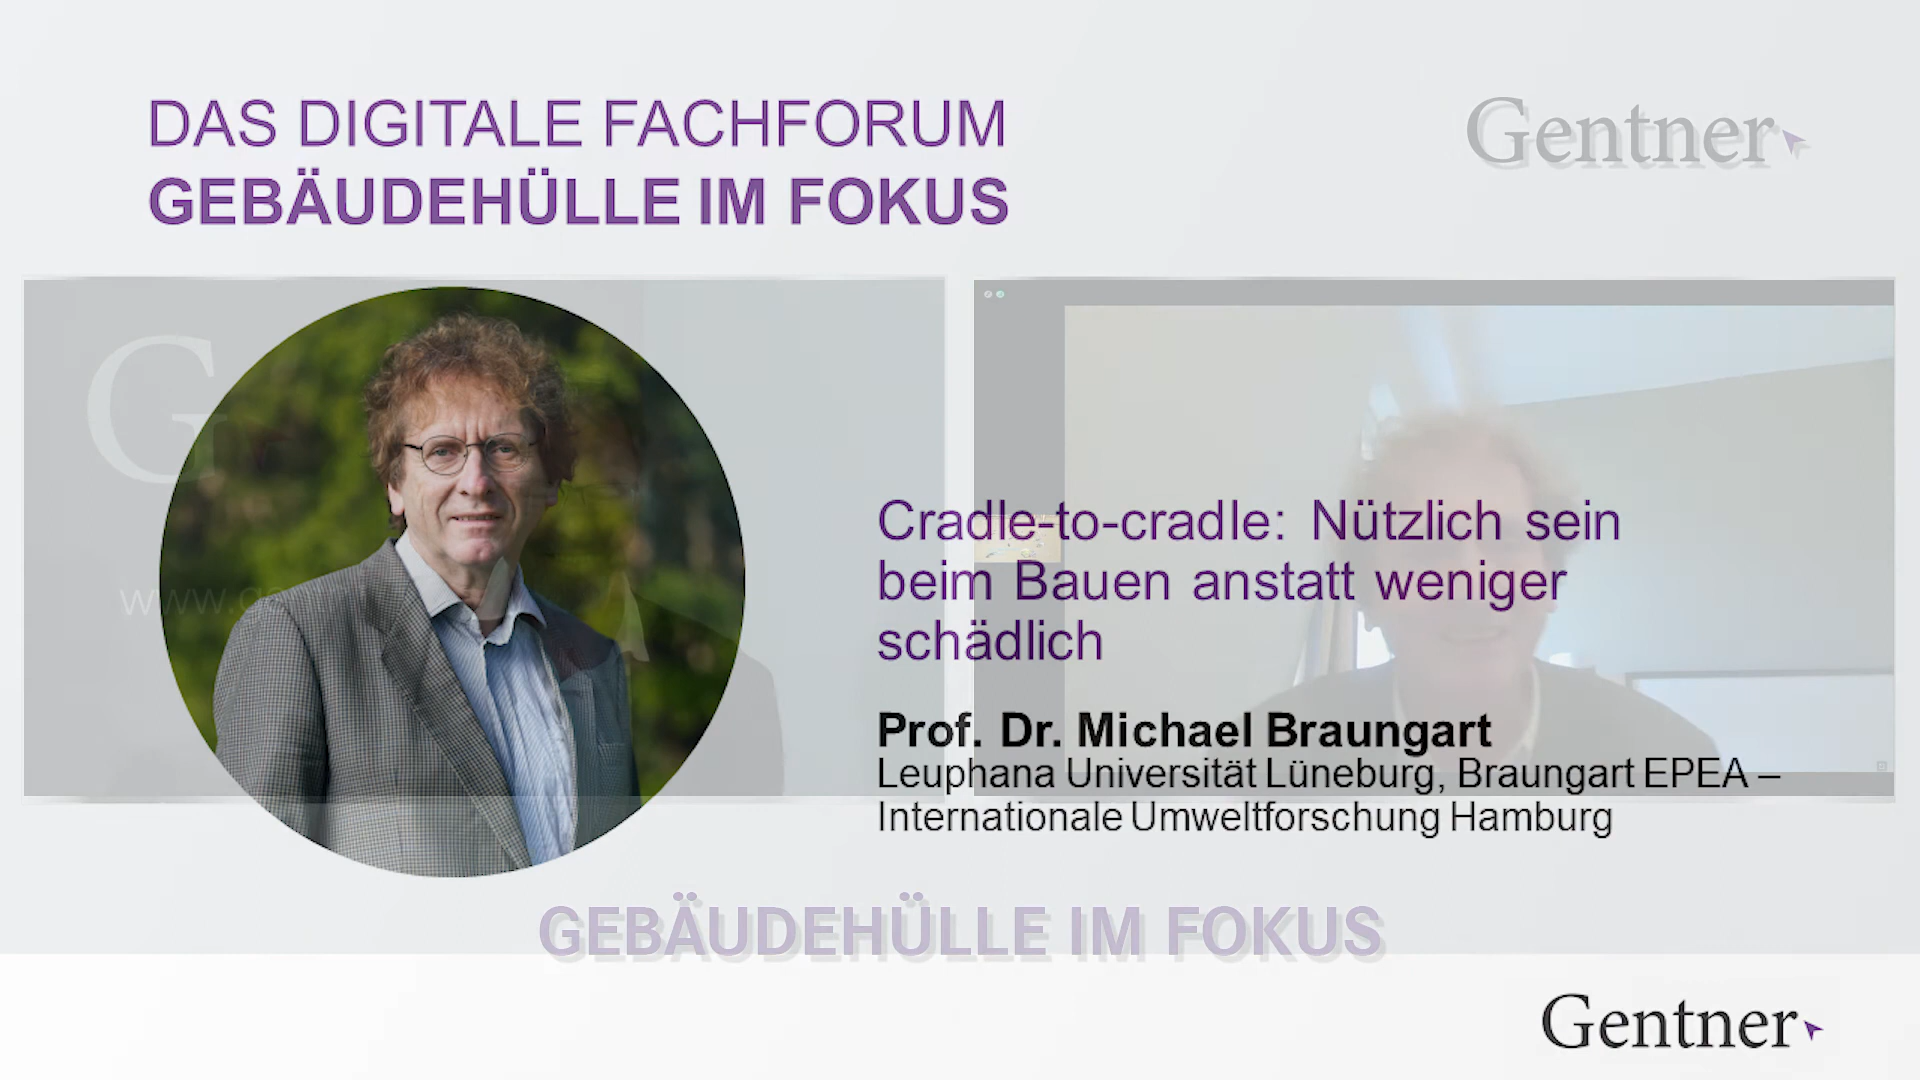 DAS DIGITALE FACHFORUM
GEBÄUDEHÜLLE IM FOKUS
Gentner
G
Cradle-to-cradle: Nützlich sein
beim Bauen anstatt weniger
schädlich
Prof. Dr. Michael Braungart
Leuphana Universität Lüneburg, Braungart EPEA –
Internationale Umweltforschung Hamburg
GEBÄUDEHÜLLE IM FOKUS
Gentner